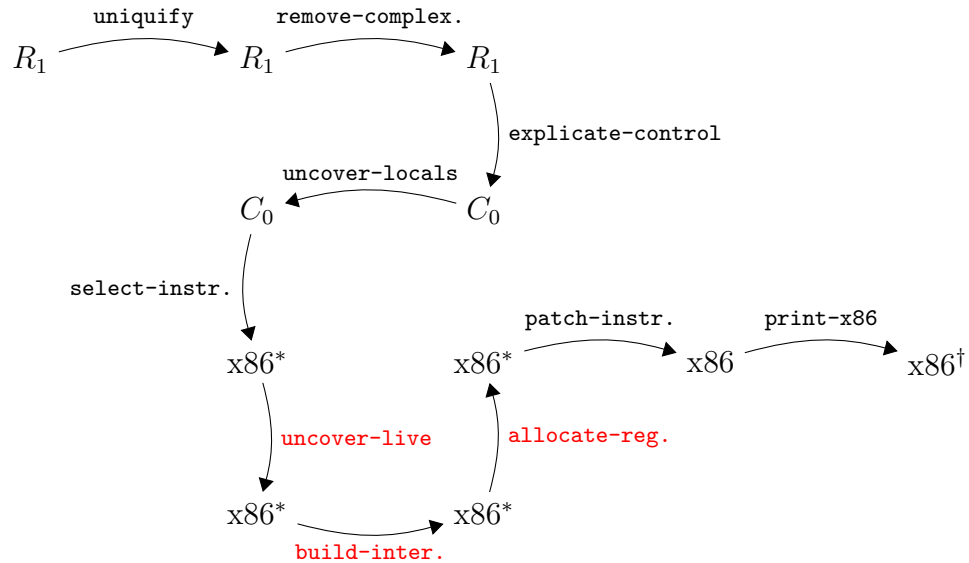 uniquify
remove-complex.
R₁
R₁
R₁
explicate-control
uncover-locals
C₀
C₀
select-instr.
patch-instr.
print-x86
x86*
x86*
x86
x86†
uncover-live
allocate-reg.
x86*
x86*
build-inter.